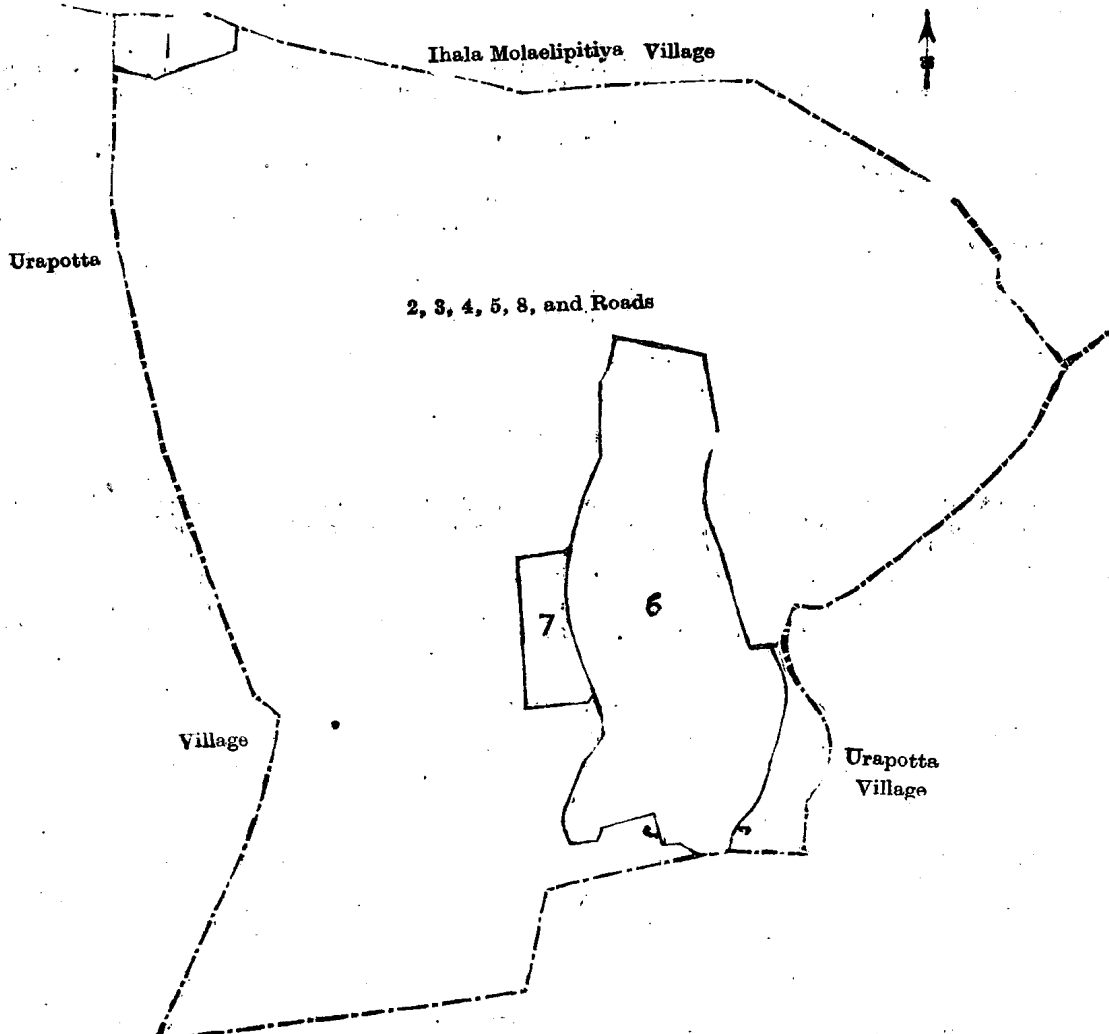 Ihala Molaelipitiya Village
Urapotta
2, 3, 4, 5, 8, and Roads
7
6
Village
Urapotta
Village